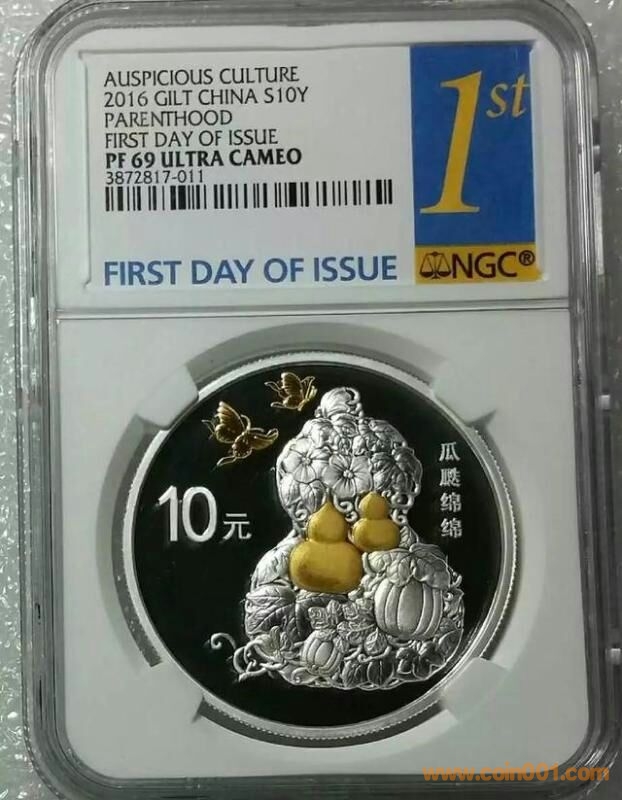 AUSPICIOUS CULTURE
2016 GILT CHINA S10Y
PARENTHOOD
FIRST DAY OF ISSUE
PF 69 ULTRA CAMEO
3872817-011
FIRST DAY OF ISSUE
1st
NGC®
10元
瓜瓞绵绵
www.coin001.com